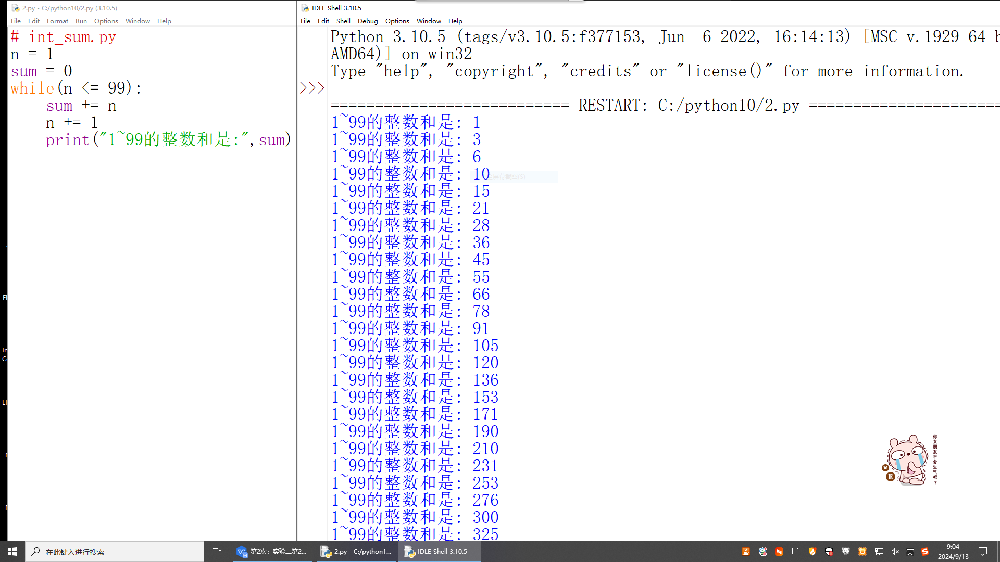 2.py - C:/python10/2.py (3.10.5)
File Edit Format Run Options Window Help
# int_sum.py
n = 1
sum = 0
while(n <= 99):
    sum += n
    n += 1
    print("1~99的整数和是:",sum)
IDLE Shell 3.10.5
File Edit Shell Debug Options Window Help
Python 3.10.5 (tags/v3.10.5:f377153, Jun  6 2022, 16:14:13) [MSC v.1929 64 b
AMD64)] on win32
Type "help", "copyright", "credits" or "license()" for more information.
>>>
=========================== RESTART: C:/python10/2.py ======================
1~99的整数和是: 1
1~99的整数和是: 3
1~99的整数和是: 6
1~99的整数和是: 10
1~99的整数和是: 15
1~99的整数和是: 21
1~99的整数和是: 28
1~99的整数和是: 36
1~99的整数和是: 45
1~99的整数和是: 55
1~99的整数和是: 66
1~99的整数和是: 78
1~99的整数和是: 91
1~99的整数和是: 105
1~99的整数和是: 120
1~99的整数和是: 136
1~99的整数和是: 153
1~99的整数和是: 171
1~99的整数和是: 190
1~99的整数和是: 210
1~99的整数和是: 231
1~99的整数和是: 253
1~99的整数和是: 276
1~99的整数和是: 300
1~99的整数和是: 325
屏幕截图(S)
你女朋友不会生气吧?
E
在此键入进行搜索
第2次: 实验二第2...
2.py - C:/python1...
IDLE Shell 3.10.5
英
9:04
2024/9/13